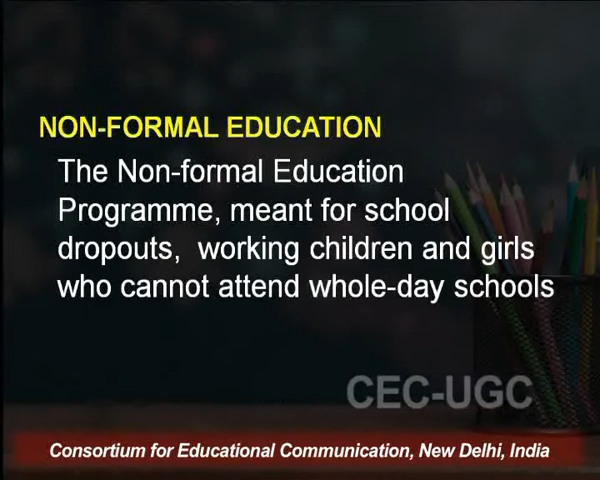 NON-FORMAL EDUCATION
The Non-formal Education
Programme, meant for school
dropouts,  working children and girls
who cannot attend whole-day schools
CEC-UGC
Consortium for Educational Communication, New Delhi, India